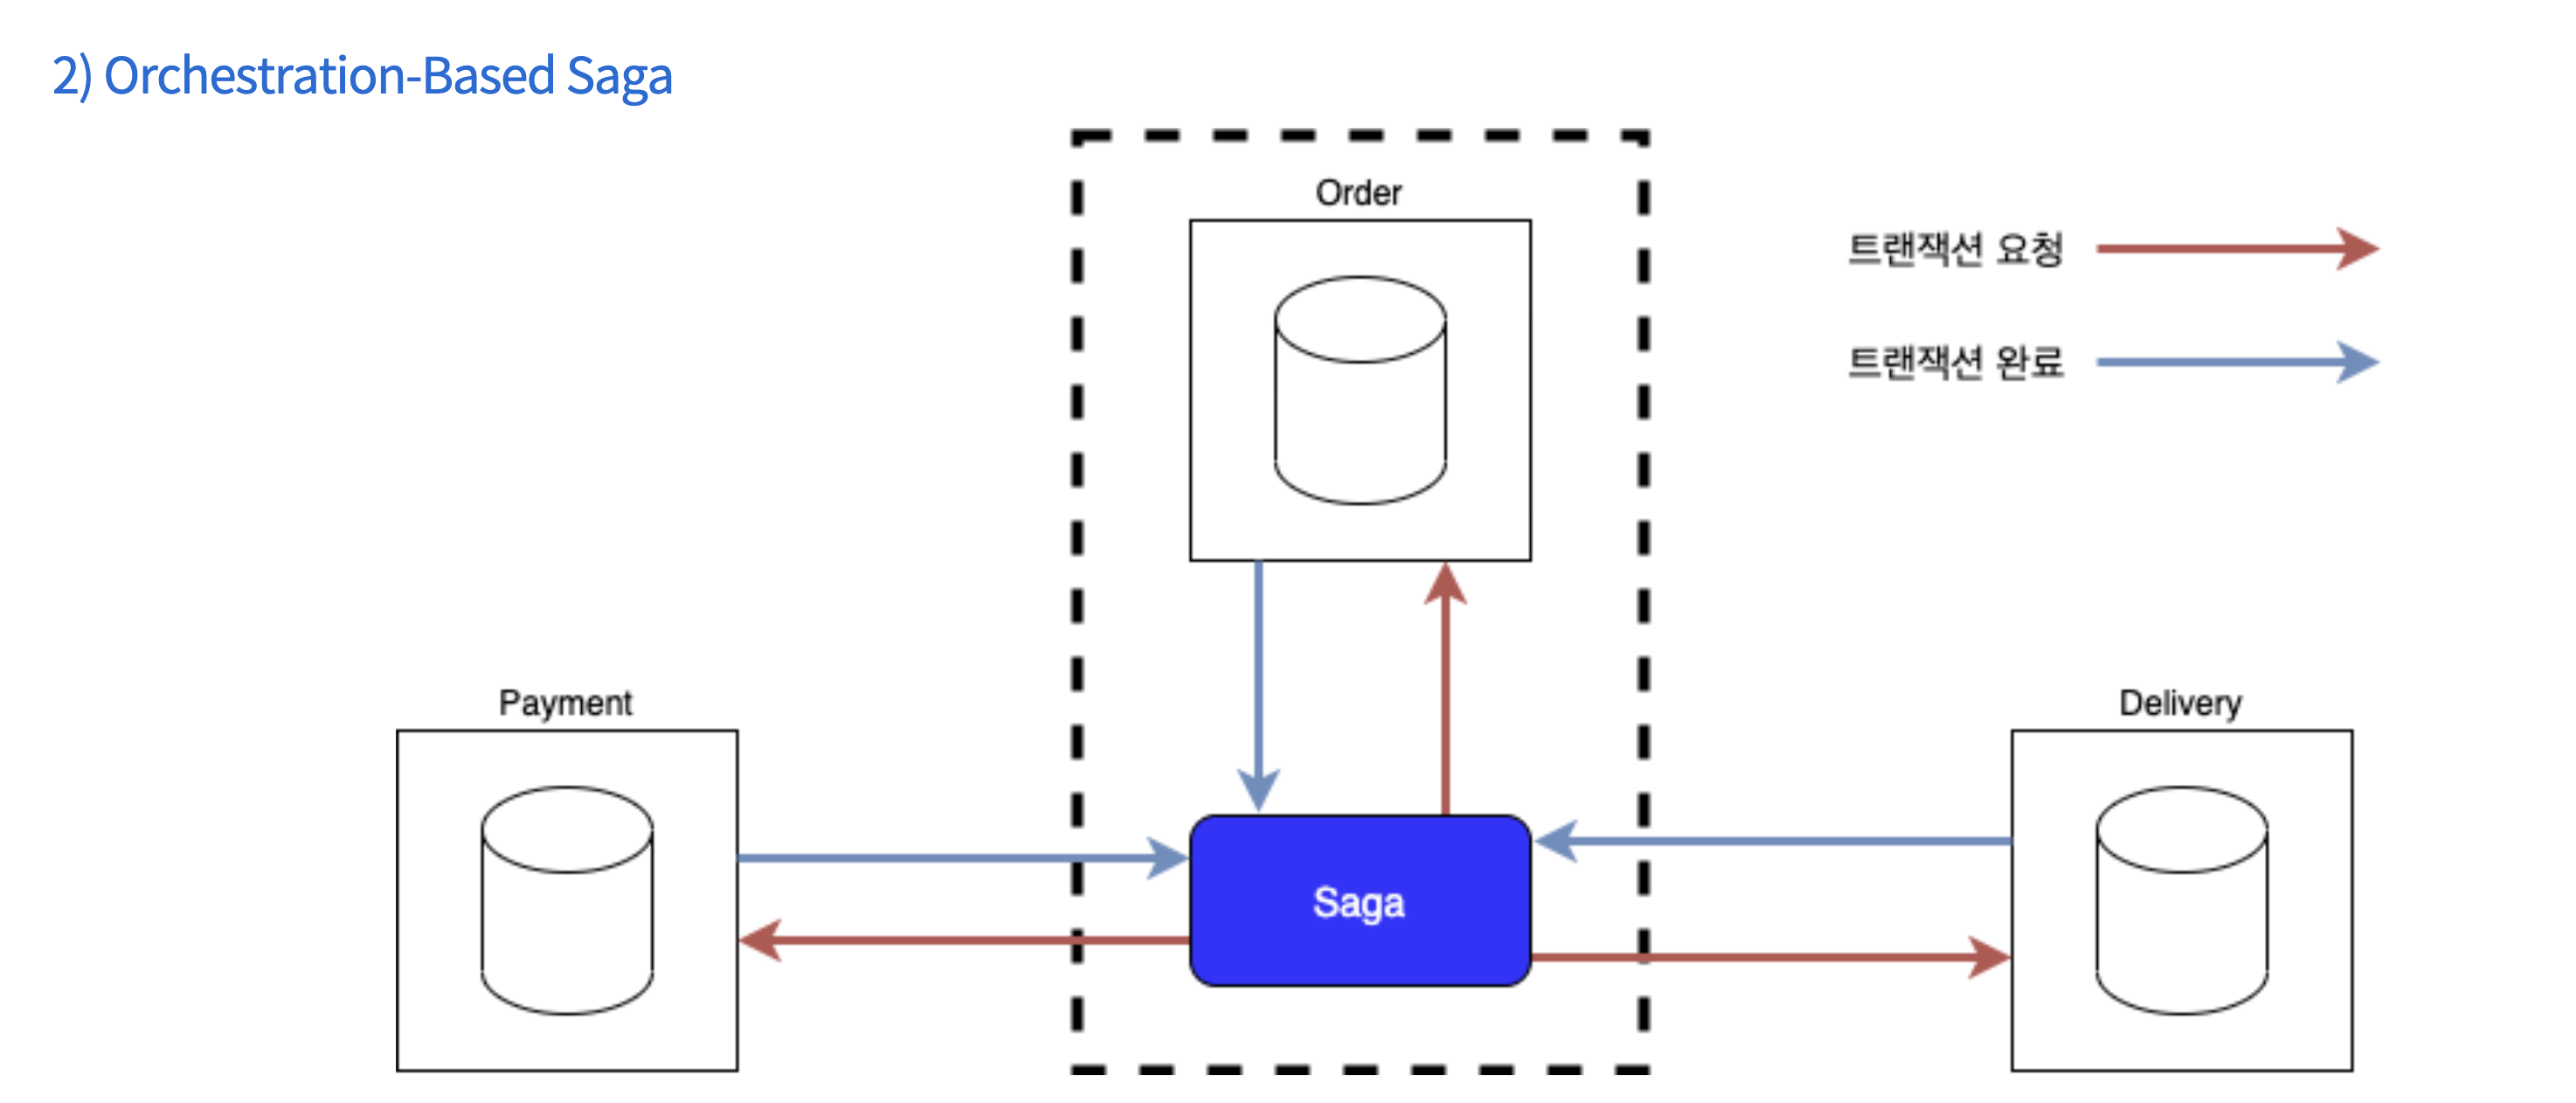 2) Orchestration-Based Saga
Order
트랜잭션 요청
트랜잭션 완료
Payment
Delivery
Saga